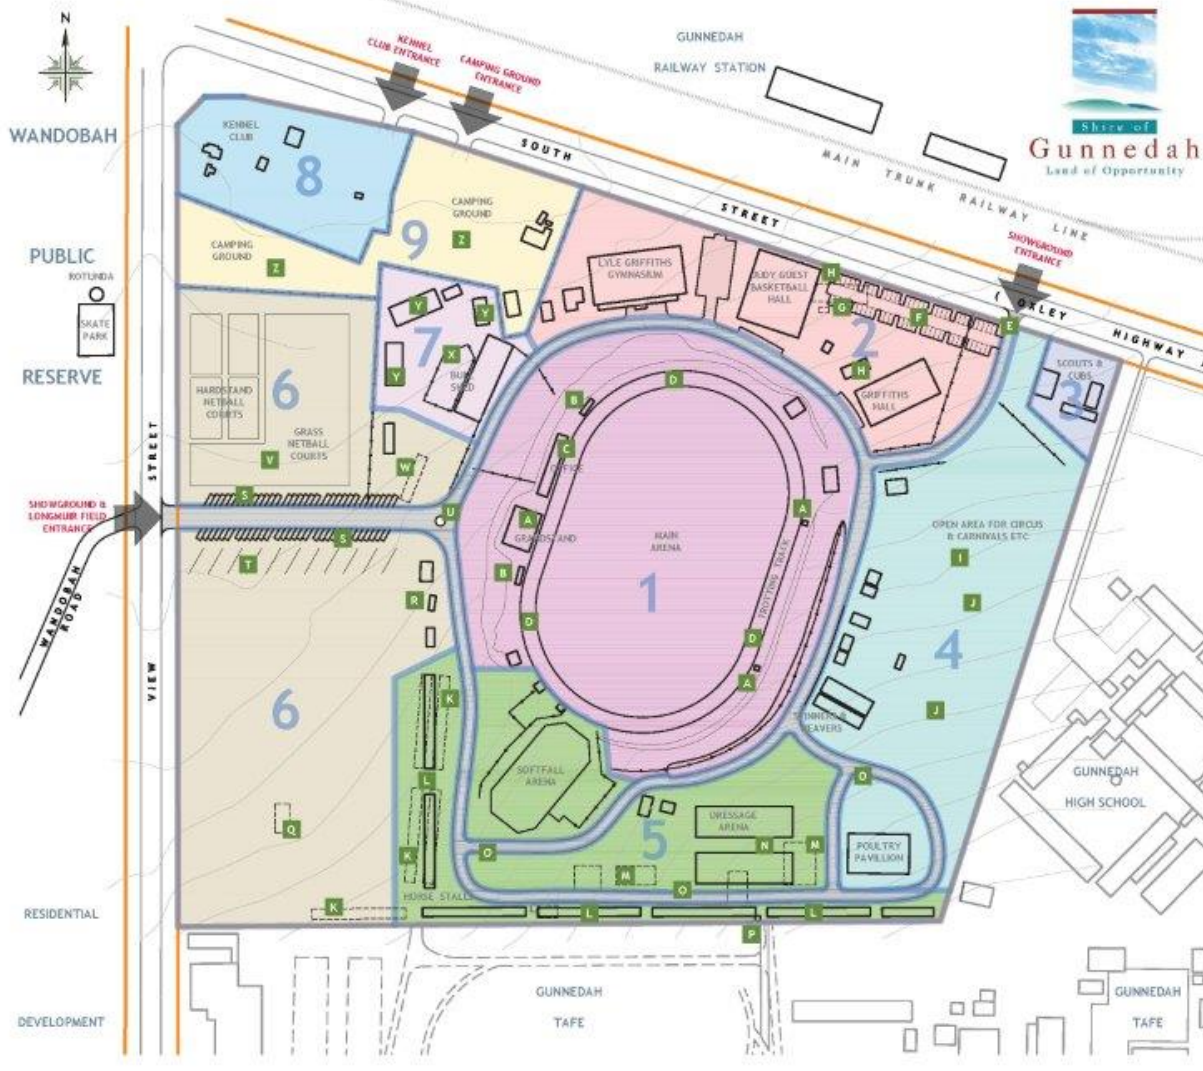 N
KENNEL
CLUB ENTRANCE
CAMPING GROUND
ENTRANCE
GUNNEDAH
RAILWAY STATION
Shire of
Gunnedah
Land of Opportunity
WANDOBAH
KENNEL
CLUB
8
SOUTH
STREET
MAIN TRUNK RAILWAY LINE
SHOWGROUND
ENTRANCE
PUBLIC
ROTUNDA
SKATE
PARK
RESERVE
CAMPING
GROUND
Z
9
CAMPING
GROUND
Z
LYLE GRIFFITHS
GYMNASIUM
JUDY GUEST
BASKETBALL
HALL
H
G
F
E
OXLEY
HIGHWAY
2
H
GRIFFITHS
HALL
SCOUTS &
CUBS
3
Y
Y
7
X
Y
SHED
6
HARDSTAND
NETBALL
COURTS
GRASS
NETBALL
COURTS
V
W
D
B
C
OFFICE
A
GRANDSTAND
A
MAIN
ARENA
1
B
TROTTING TRACK
D
D
A
STREET
VIEW
SHOWGROUND &
LONGMUIR FIELD
ENTRANCE
WANDOBAH
ROAD
S
S
U
T
R
OPEN AREA FOR CIRCUS
& CARNIVALS ETC
I
J
4
J
6
K
L
K
Q
K
SOFTFALL
ARENA
SPINNERS &
WEAVERS
O
5
DRESSAGE
ARENA
N
M
M
O
POULTRY
PAVILLION
GUNNEDAH
HIGH SCHOOL
HORSE STALLS
O
L
L
P
RESIDENTIAL
DEVELOPMENT
GUNNEDAH
TAFE
GUNNEDAH
TAFE